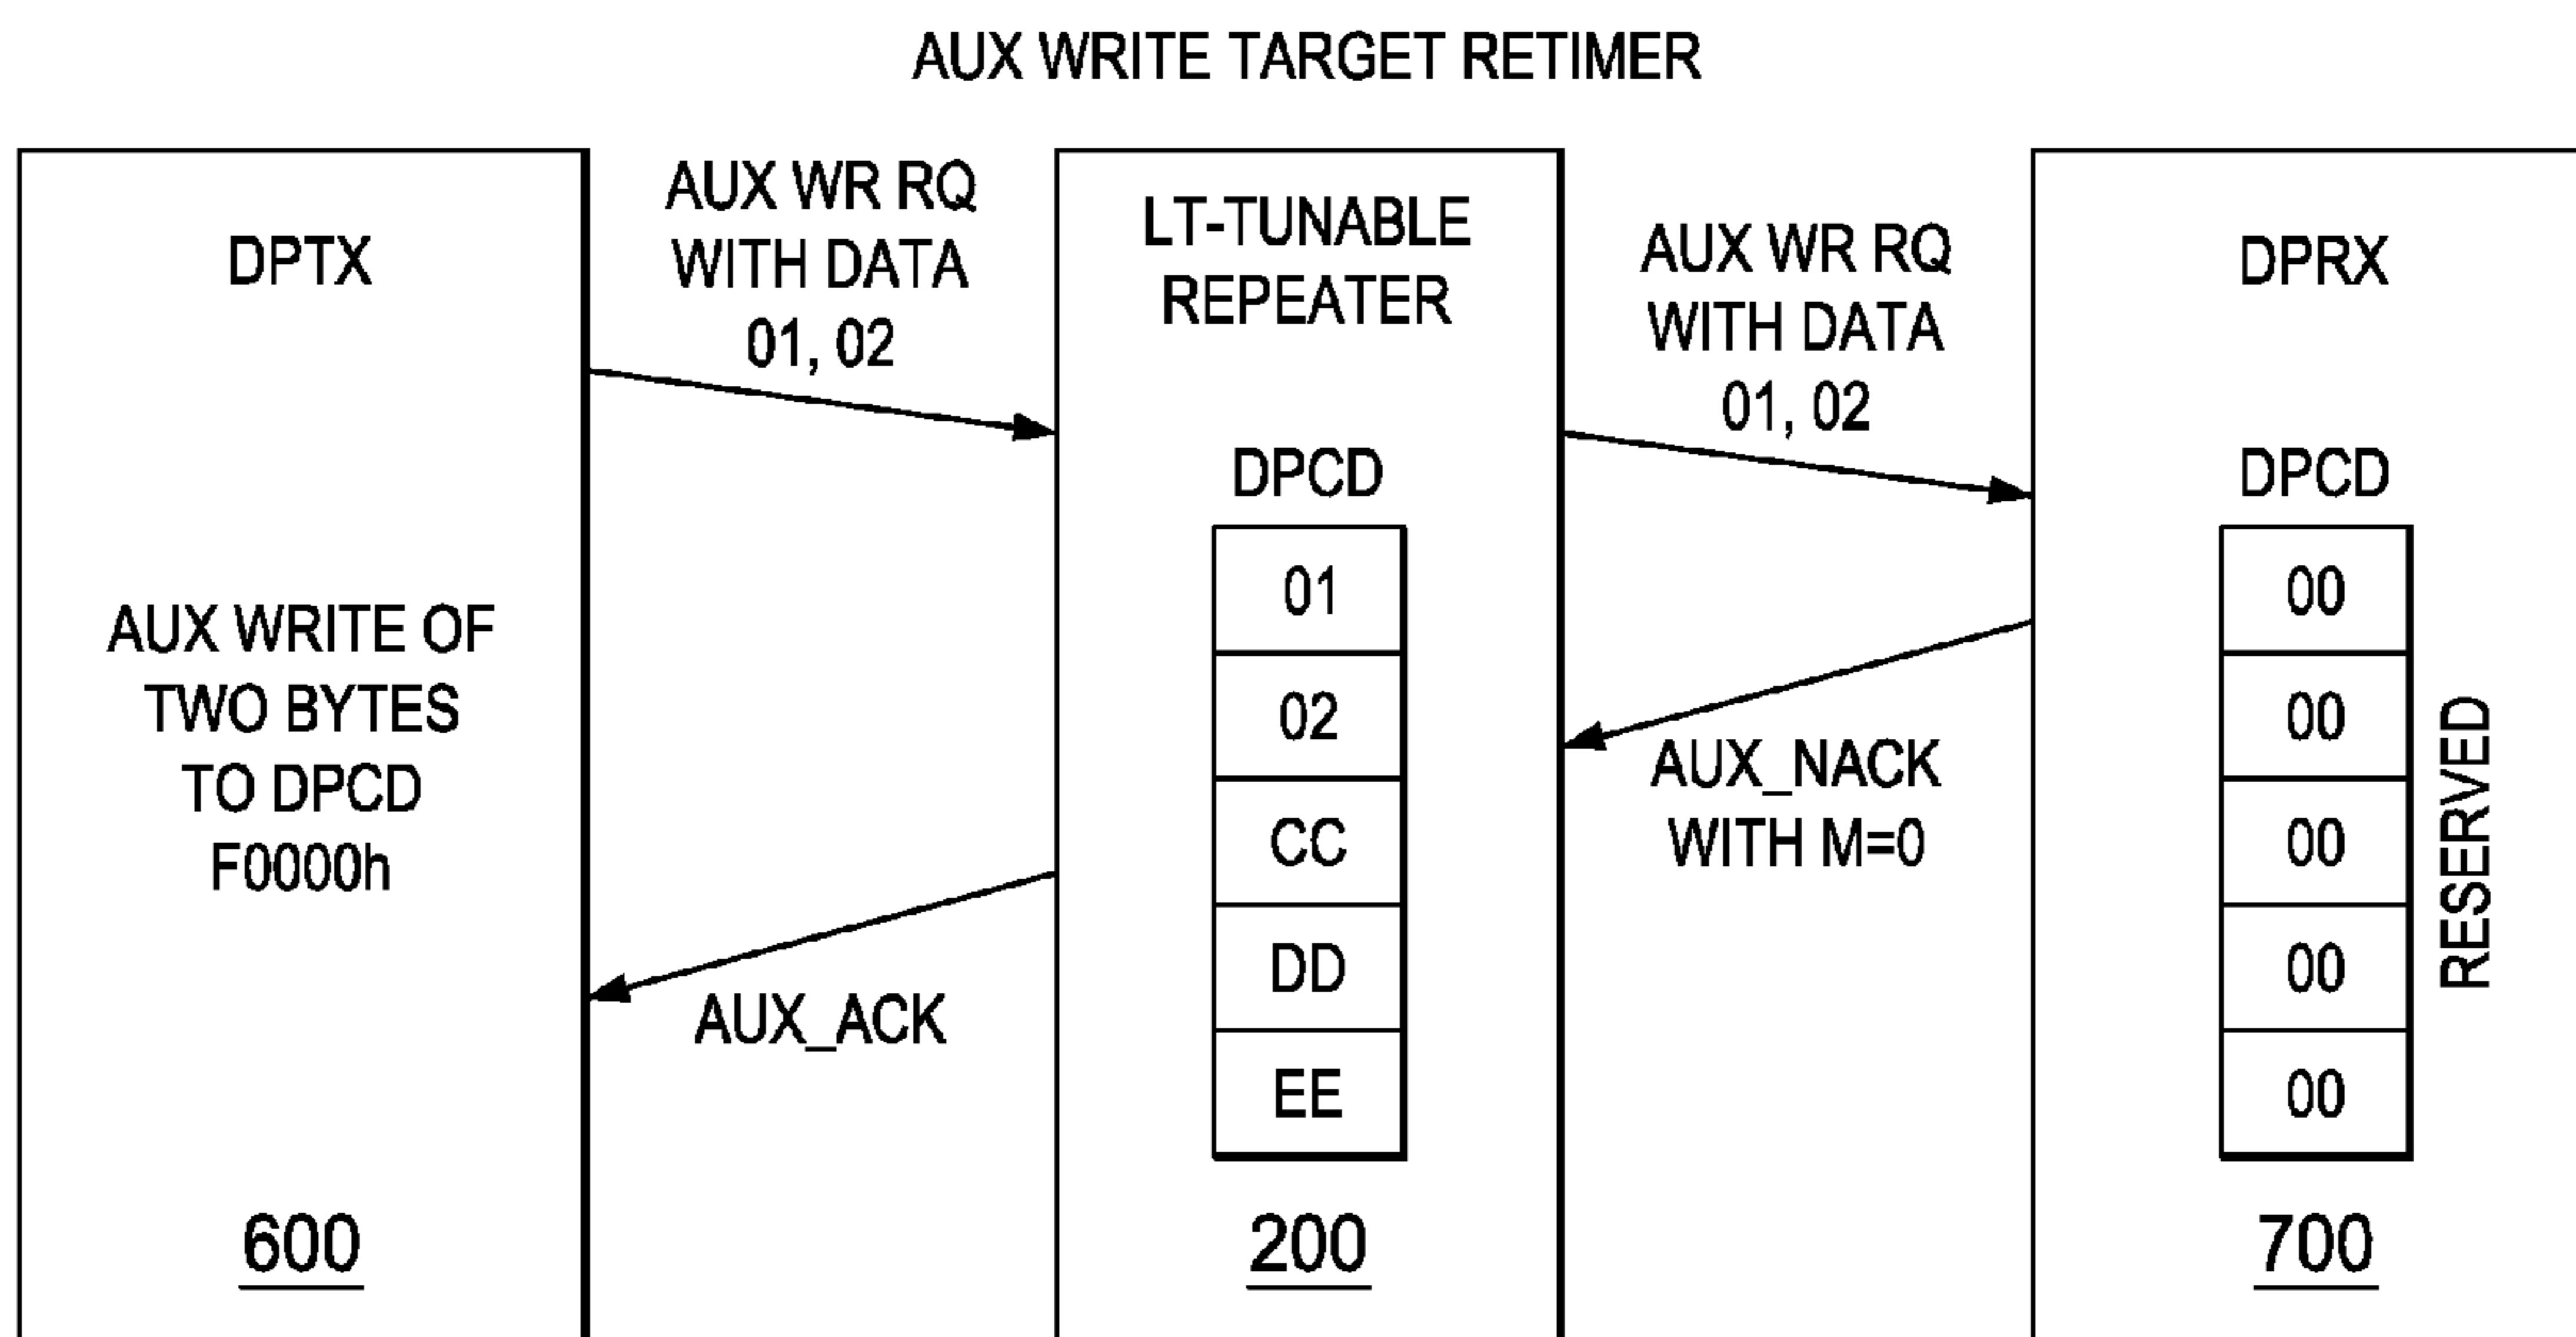 AUX WRITE TARGET RETIMER
DPTX
AUX WRITE OF
TWO BYTES
TO DPCD
F0000h
600
AUX WR RQ
WITH DATA
01, 02
AUX_ACK
LT-TUNABLE
REPEATER
DPCD
01
02
CC
DD
EE
200
AUX WR RQ
WITH DATA
01, 02
AUX_NACK
WITH M=0
DPRX
DPCD
00
00
00
00
00
RESERVED
700